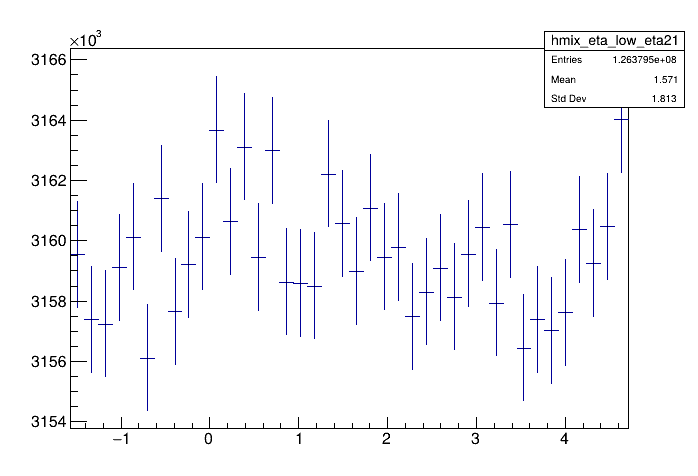 ×10³
hmix_eta_low_eta21
Entries 1.263795e+08
Mean 1.571
Std Dev 1.813
3166
3164
3162
3160
3158
3156
3154
−1 0 1 2 3 4